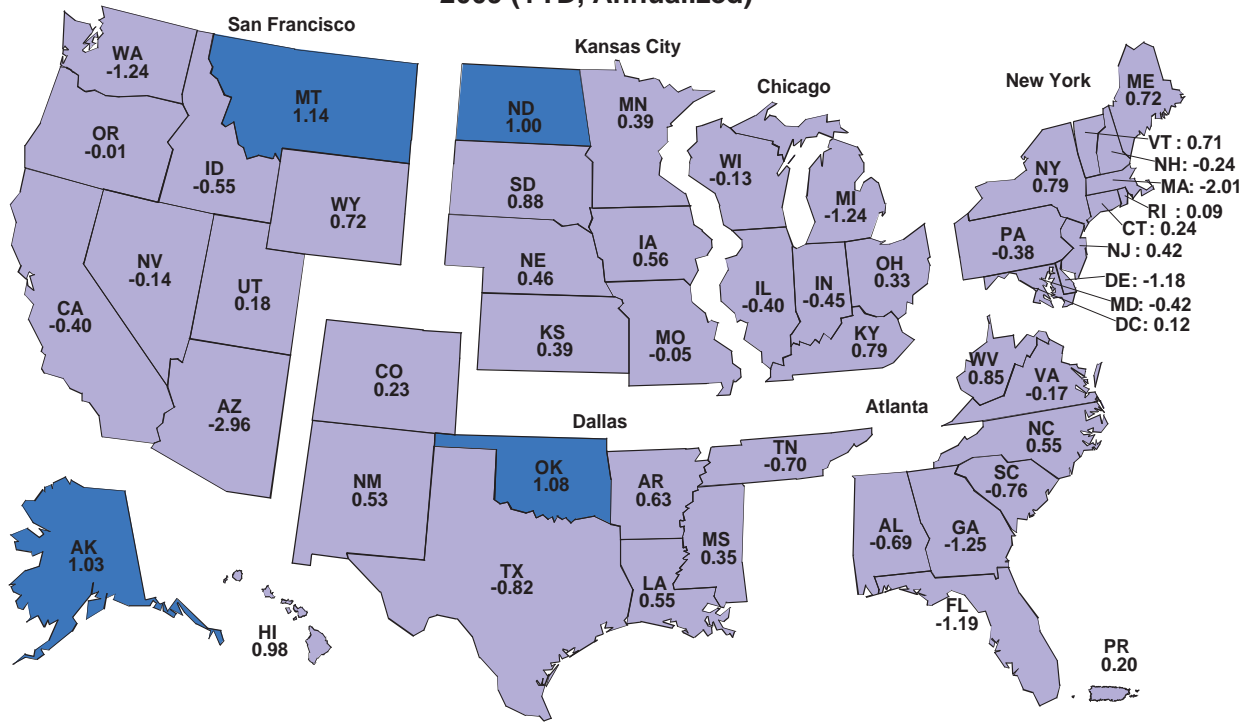 (YTD, Annualized)
San Francisco
Kansas City
Chicago
New York
Dallas
Atlanta
WA
-1.24
MT
1.14
OR
-0.01
ID
-0.55
WY
0.72
NV
-0.14
UT
0.18
CA
-0.40
AZ
-2.96
AK
1.03
HI
0.98
ND
1.00
MN
0.39
SD
0.88
NE
0.46
IA
0.56
KS
0.39
MO
-0.05
CO
0.23
NM
0.53
OK
1.08
AR
0.63
TN
-0.70
TX
-0.82
LA
0.55
MS
0.35
WI
-0.13
MI
-1.24
IL
-0.40
IN
-0.45
OH
0.33
KY
0.79
ME
0.72
NY
0.79
PA
-0.38
VT : 0.71
NH: -0.24
MA: -2.01
RI : 0.09
CT: 0.24
NJ : 0.42
DE: -1.18
MD: -0.42
DC: 0.12
WV
0.85
VA
-0.17
NC
0.55
SC
-0.76
AL
-0.69
GA
-1.25
FL
-1.19
PR
0.20